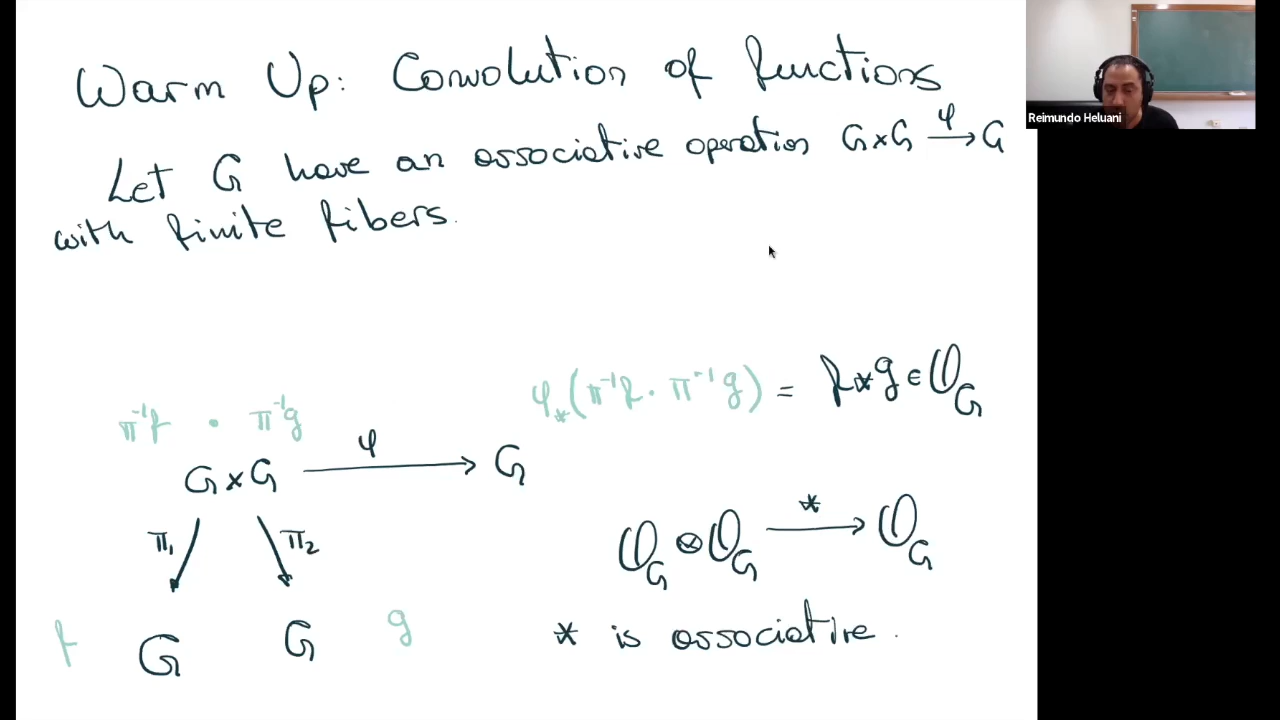 Warm Up: Convolution of functions
Reimundo Heluani
Let G have an associative operation G×G →^φ G
with finite fibers.
φ_*(π⁻¹f · π⁻¹g) = f*g ∈ 𝒪_G
π⁻¹f · π⁻¹g
φ
G×G → G
π₁ π₂
𝒪_G ⊗ 𝒪_G →^* 𝒪_G
f G G g
* is associative.